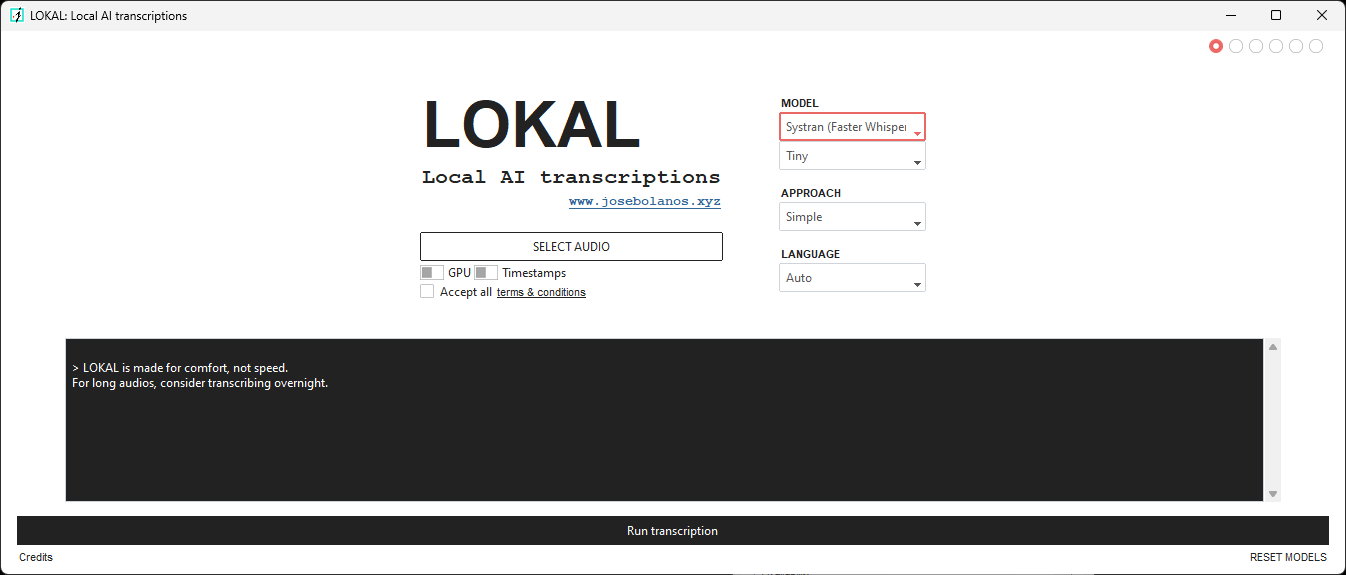 LOKAL: Local AI transcriptions
LOKAL
Local AI transcriptions
www.josebolanos.xyz
SELECT AUDIO
GPU Timestamps
Accept all terms & conditions
MODEL
Systran (Faster Whisper
Tiny
APPROACH
Simple
LANGUAGE
Auto
> LOKAL is made for comfort, not speed.
For long audios, consider transcribing overnight.
Run transcription
Credits
RESET MODELS